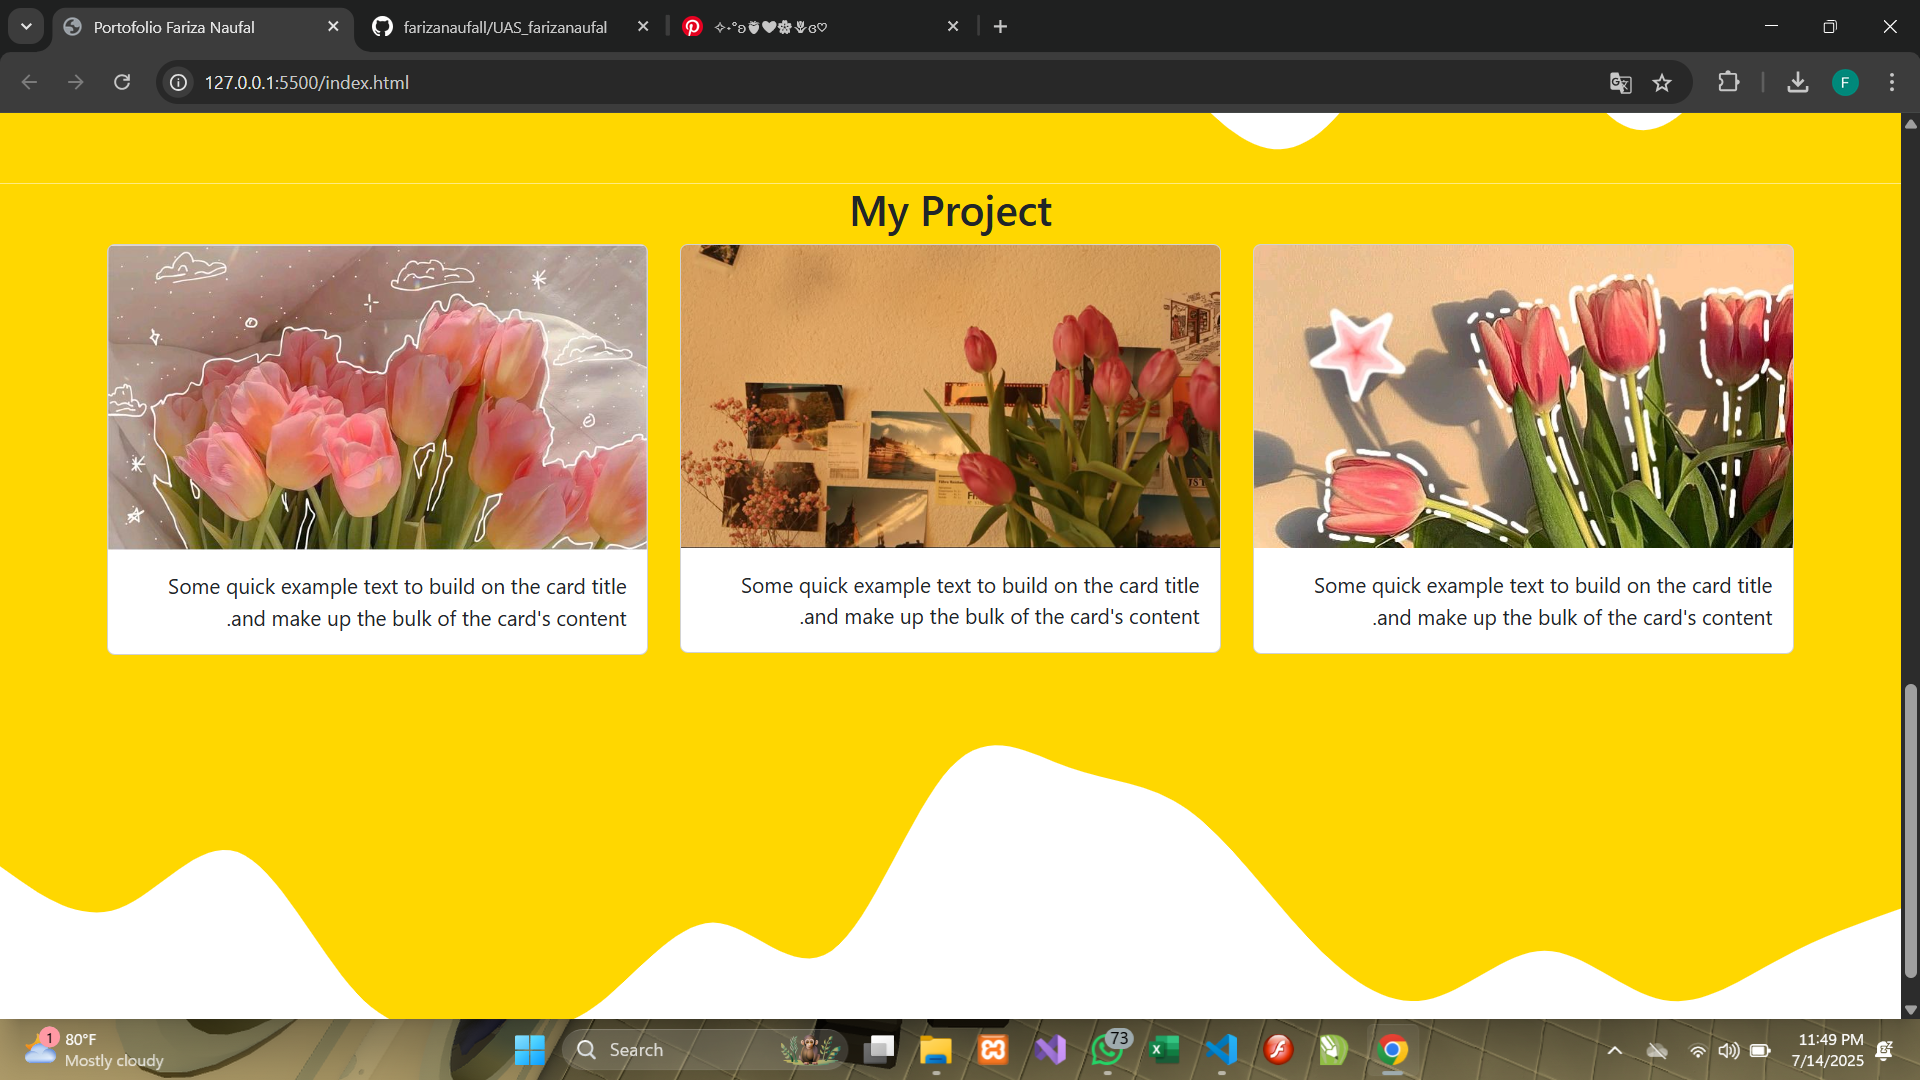 Portofolio Fariza Naufal
farizanaufall/UAS_farizanaufal
127.0.0.1:5500/index.html
F
My Project
Some quick example text to build on the card title
.and make up the bulk of the card's content
Some quick example text to build on the card title
.and make up the bulk of the card's content
Some quick example text to build on the card title
.and make up the bulk of the card's content
1
80°F
Mostly cloudy
Search
73
11:49 PM
7/14/2025